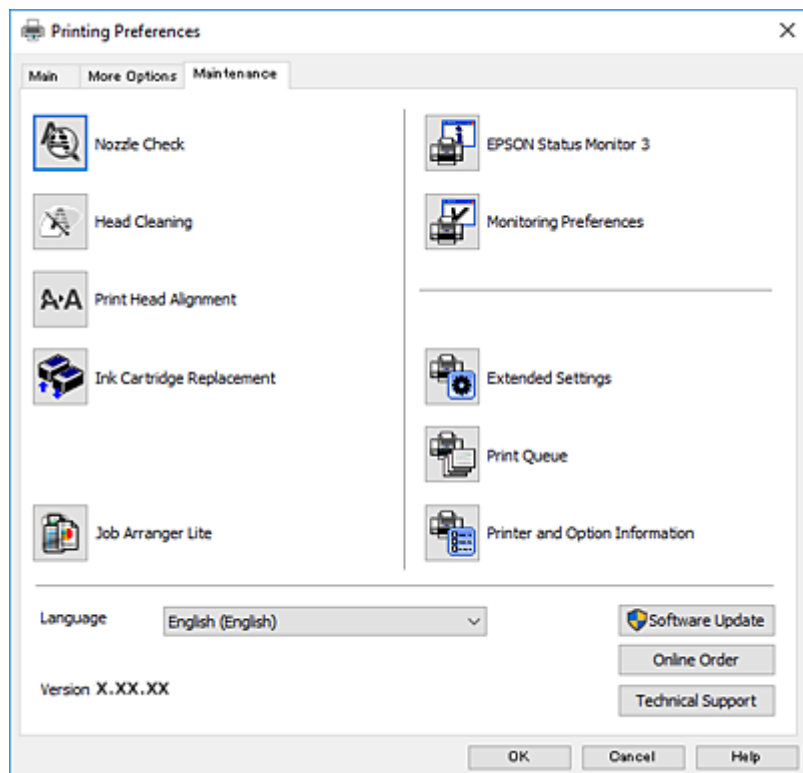 Printing Preferences
Main More Options Maintenance
Nozzle Check
Head Cleaning
A·A Print Head Alignment
Ink Cartridge Replacement
Job Arranger Lite
EPSON Status Monitor 3
Monitoring Preferences
Extended Settings
Print Queue
Printer and Option Information
Language English (English)
Version X.XX.XX
Software Update
Online Order
Technical Support
OK Cancel Help